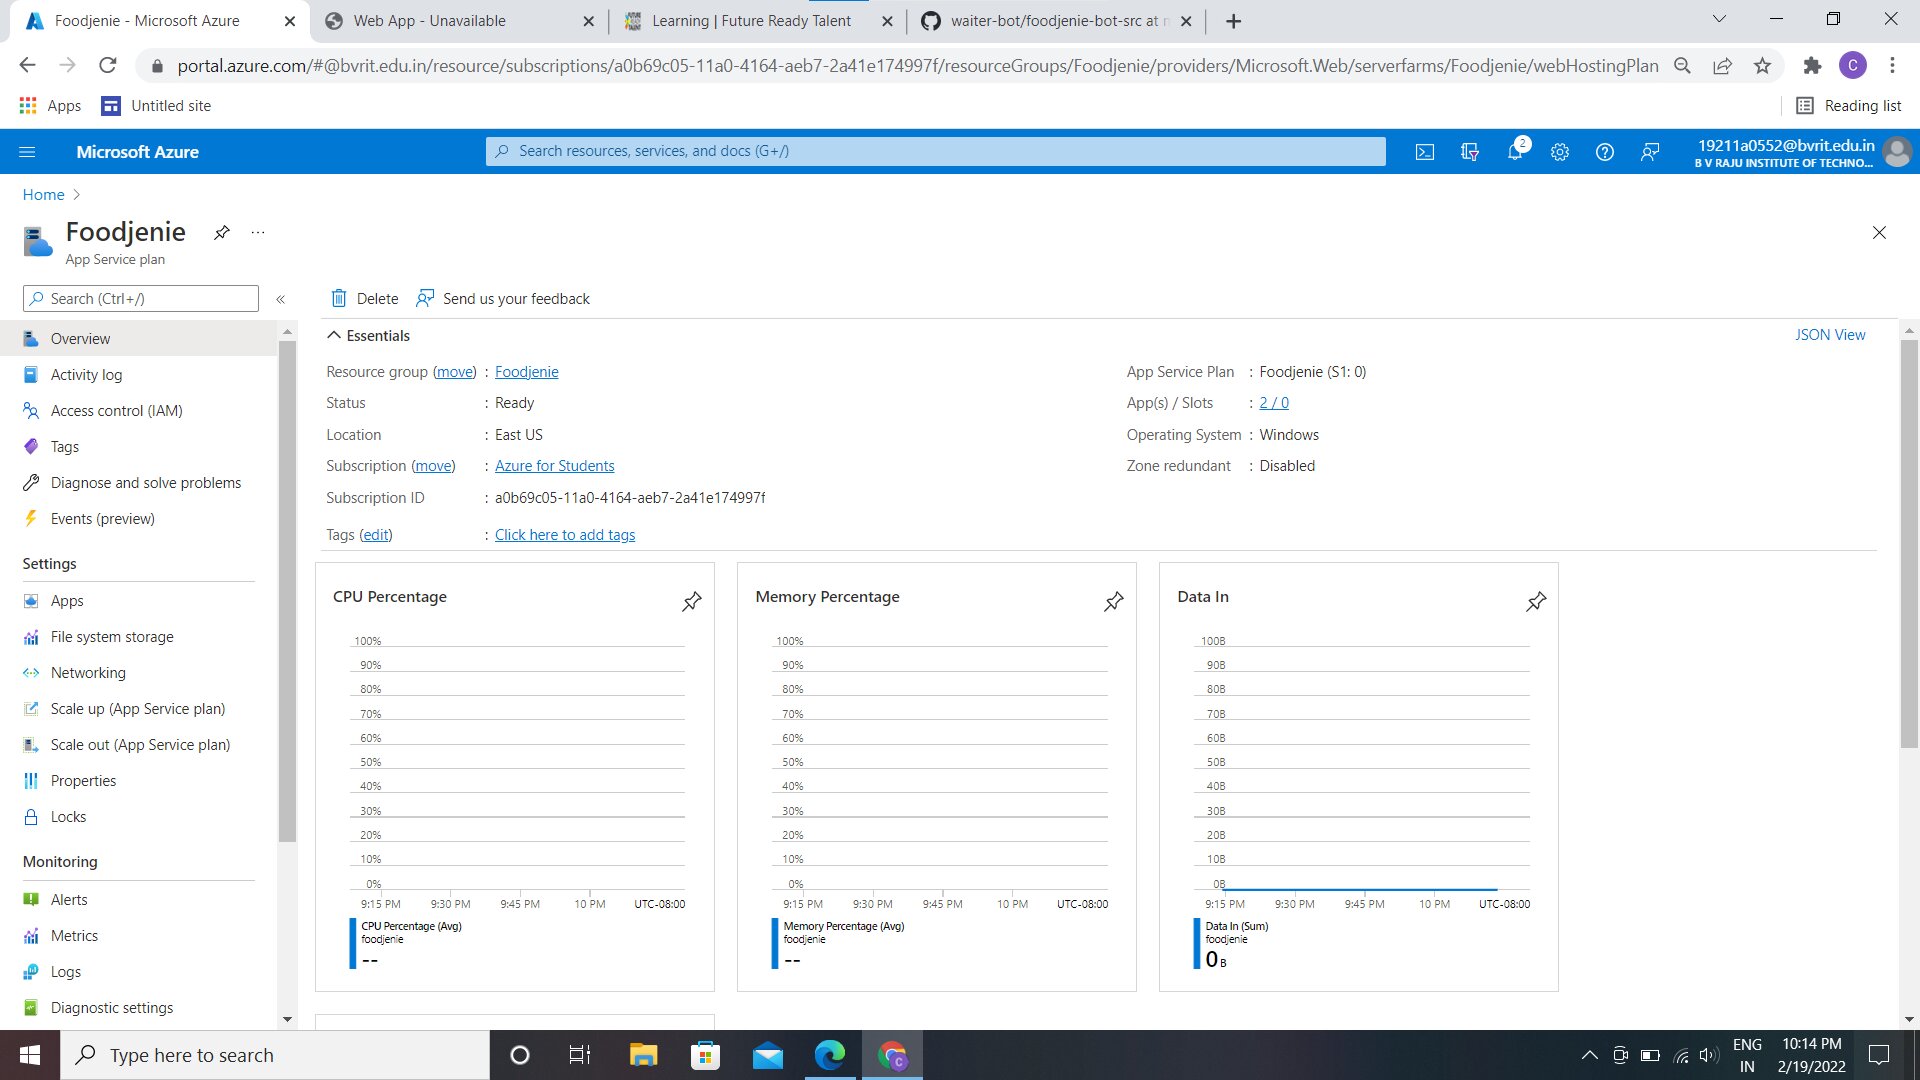 Foodjenie - Microsoft Azure
Web App - Unavailable
Learning | Future Ready Talent
waiter-bot/foodjenie-bot-src at
portal.azure.com/#@bvrit.edu.in/resource/subscriptions/a0b69c05-11a0-4164-aeb7-2a41e174997f/resourceGroups/Foodjenie/providers/Microsoft.Web/serverfarms/Foodjenie/webHostingPlan
C
Apps
Untitled site
Reading list
Microsoft Azure
Search resources, services, and docs (G+/)
2
19211a0552@bvrit.edu.in
B V RAJU INSTITUTE OF TECHNO...
Home >
Foodjenie
...
App Service plan
Search (Ctrl+/)
«
Delete
Send us your feedback
Overview
Activity log
Access control (IAM)
Tags
Diagnose and solve problems
Events (preview)
Settings
Apps
File system storage
Networking
Scale up (App Service plan)
Scale out (App Service plan)
Properties
Locks
Monitoring
Alerts
Metrics
Logs
Diagnostic settings
Essentials
JSON View
Resource group (move) : Foodjenie
Status : Ready
Location : East US
Subscription (move) : Azure for Students
Subscription ID : a0b69c05-11a0-4164-aeb7-2a41e174997f
Tags (edit) : Click here to add tags
App Service Plan : Foodjenie (S1: 0)
App(s) / Slots : 2 / 0
Operating System : Windows
Zone redundant : Disabled
CPU Percentage
100%
90%
80%
70%
60%
50%
40%
30%
20%
10%
0%
9:15 PM 9:30 PM 9:45 PM 10 PM UTC-08:00
CPU Percentage (Avg)
foodjenie
--
Memory Percentage
100%
90%
80%
70%
60%
50%
40%
30%
20%
10%
0%
9:15 PM 9:30 PM 9:45 PM 10 PM UTC-08:00
Memory Percentage (Avg)
foodjenie
--
Data In
100B
90B
80B
70B
60B
50B
40B
30B
20B
10B
0B
9:15 PM 9:30 PM 9:45 PM 10 PM UTC-08:00
Data In (Sum)
foodjenie
0 B
Type here to search
C
ENG
IN
10:14 PM
2/19/2022